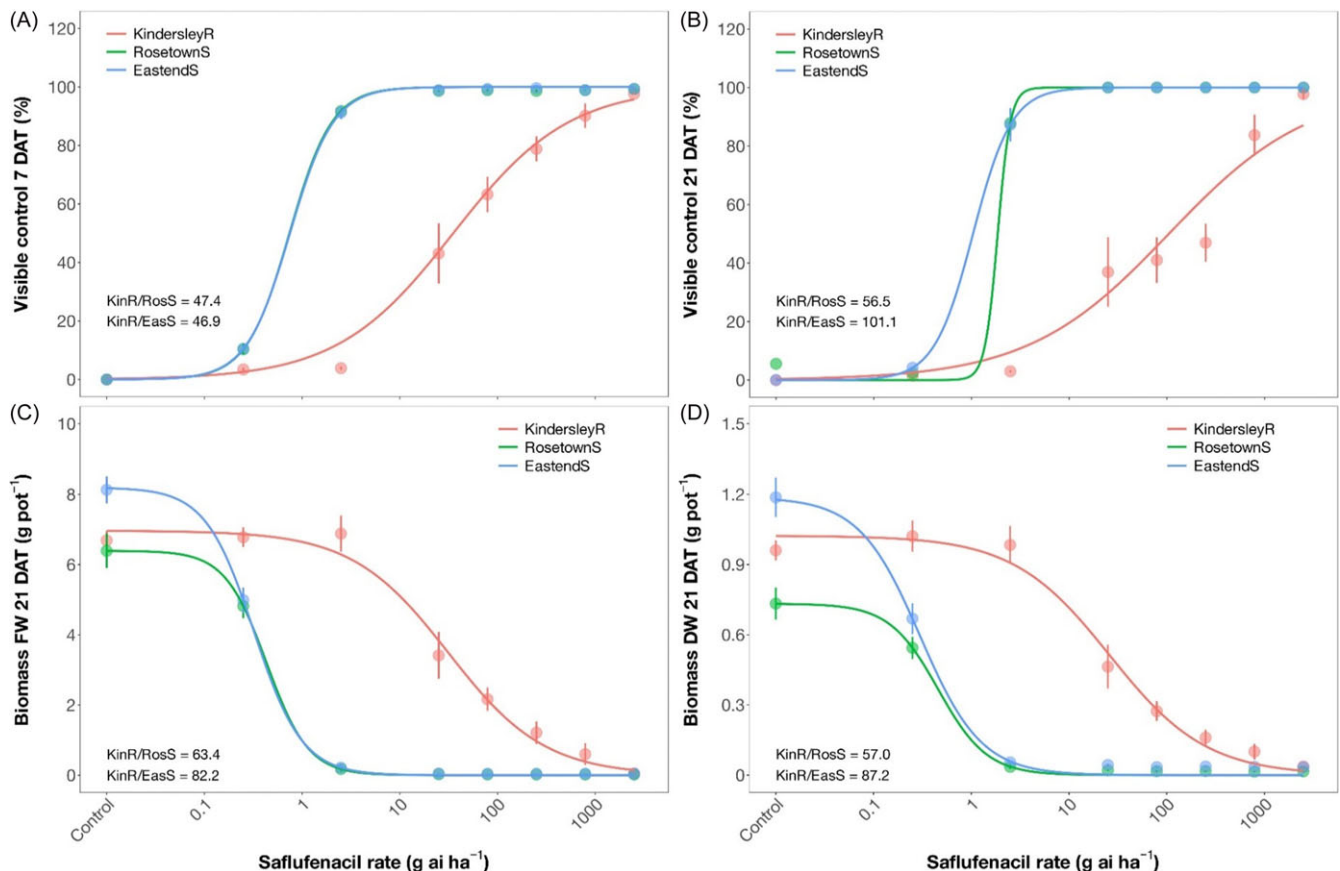 (A)
120
100
80
60
40
20
0
Visible control 7 DAT (%)
KindersleyR
RosetownS
EastendS
KinR/RosS = 47.4
KinR/EasS = 46.9
(B)
120
100
80
60
40
20
0
Visible control 21 DAT (%)
KindersleyR
RosetownS
EastendS
KinR/RosS = 56.5
KinR/EasS = 101.1
(C)
10
8
6
4
2
0
Biomass FW 21 DAT (g pot⁻¹)
KindersleyR
RosetownS
EastendS
KinR/RosS = 63.4
KinR/EasS = 82.2
Control
0.1
1
10
100
1000
Saflufenacil rate (g ai ha⁻¹)
(D)
1.5
1.2
0.9
0.6
0.3
0.0
Biomass DW 21 DAT (g pot⁻¹)
KindersleyR
RosetownS
EastendS
KinR/RosS = 57.0
KinR/EasS = 87.2
Control
0.1
1
10
100
1000
Saflufenacil rate (g ai ha⁻¹)